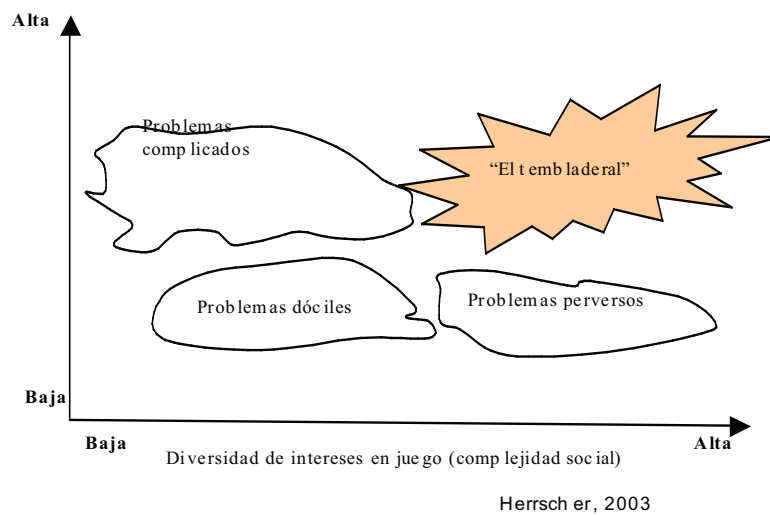 Alta
Problemas
complicados
“El tembladeral”
Problemas dóciles
Problemas perversos
Baja
Baja
Alta
Diversidad de intereses en juego (complejidad social)
Herrscher, 2003